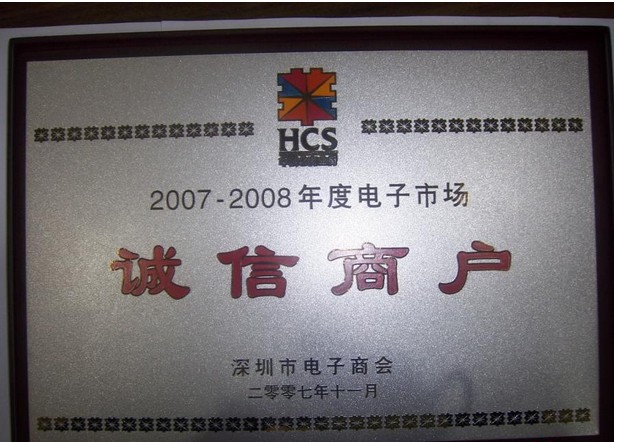 HCS
2007-2008年度电子市场
诚信商户
深圳市电子商会
二零零七年十一月